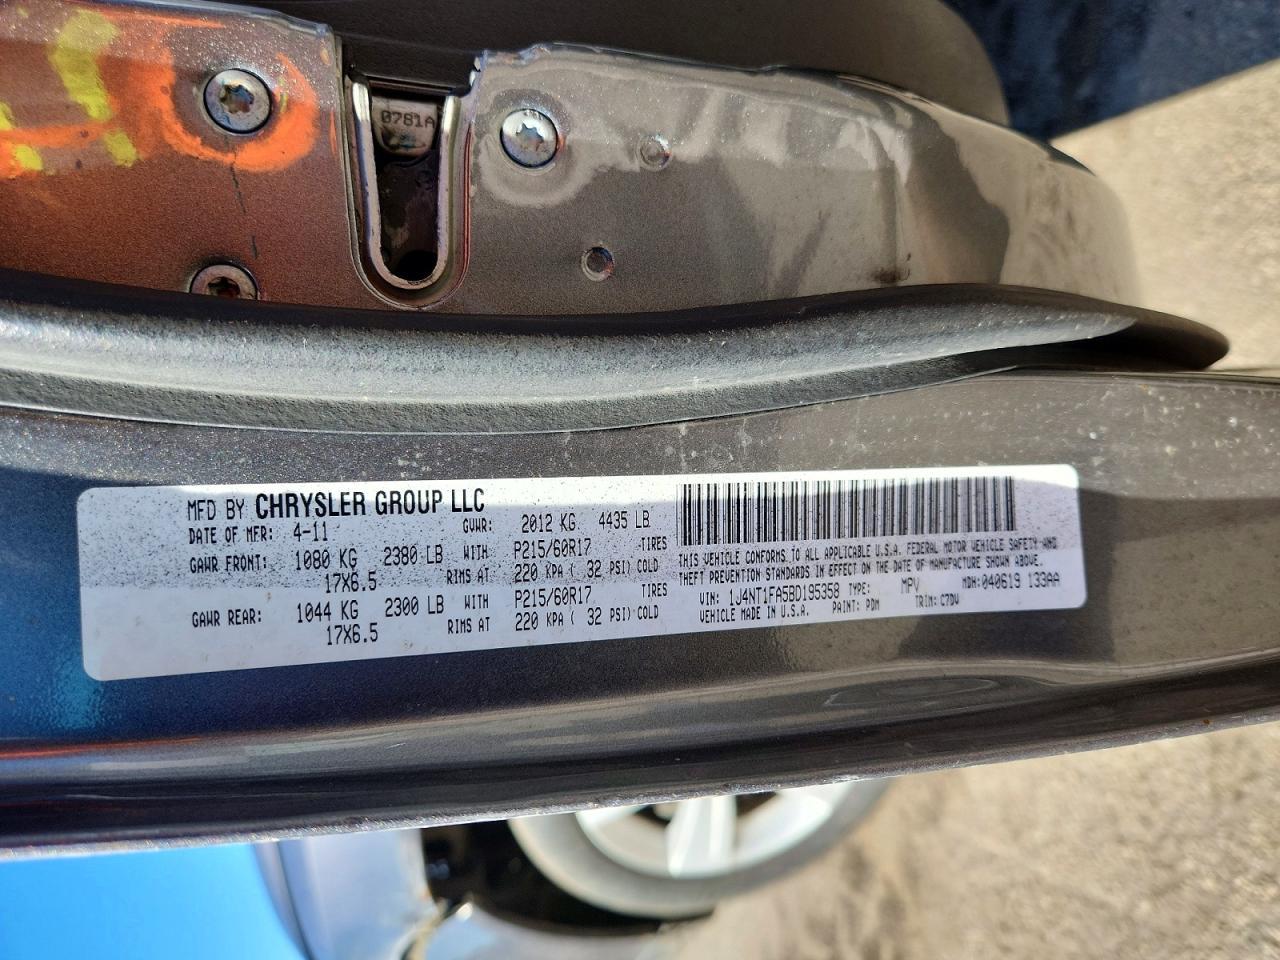 0781A
MFD BY CHRYSLER GROUP LLC
DATE OF MFR: 4-11 GVWR: 2012 KG 4435 LB
GAWR FRONT: 1080 KG 2380 LB WITH P215/60R17 TIRES
17X6.5 RIMS AT 220 KPA ( 32 PSI) COLD
GAWR REAR: 1044 KG 2300 LB WITH P215/60R17 TIRES
17X6.5 RIMS AT 220 KPA ( 32 PSI) COLD
THIS VEHICLE CONFORMS TO ALL APPLICABLE U.S.A. FEDERAL MOTOR VEHICLE SAFETY AND
THEFT PREVENTION STANDARDS IN EFFECT ON THE DATE OF MANUFACTURE SHOWN ABOVE.
VIN: 1J4NT1FA5BD195358 TYPE: MPV MDH: 040619 133AA
VEHICLE MADE IN U.S.A. PAINT: PDM TRIM: C7DV